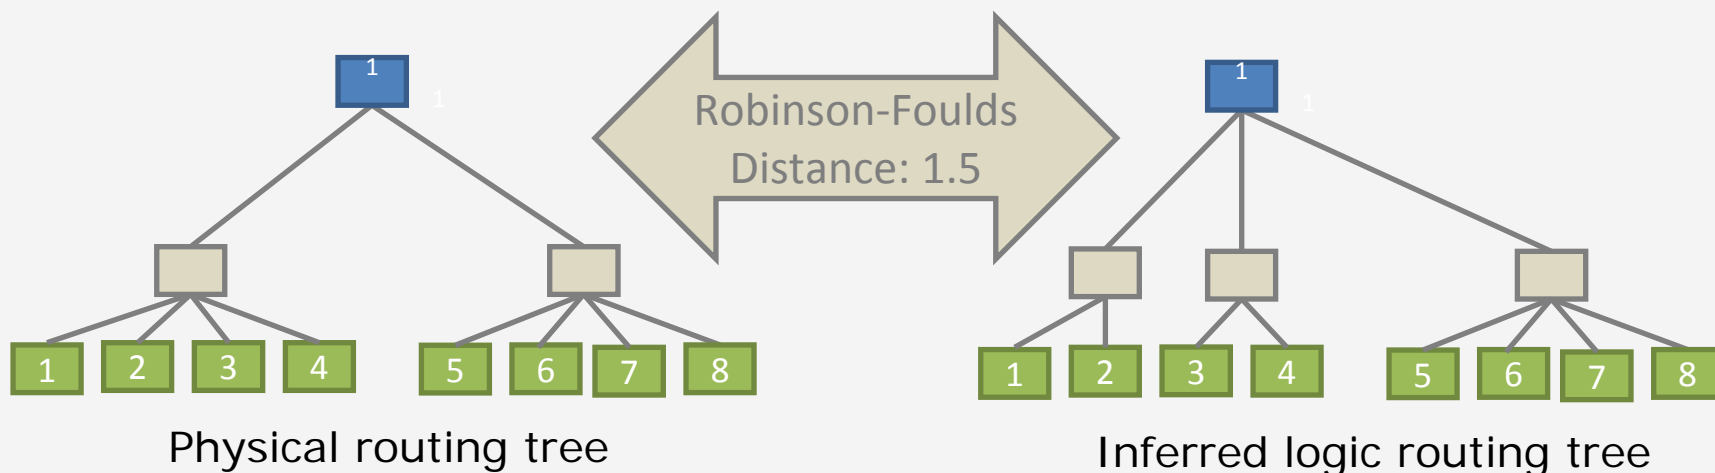 1
1
Robinson-Foulds
Distance: 1.5
1
1
1 2 3 4 5 6 7 8
1 2 3 4 5 6 7 8
Physical routing tree
Inferred logic routing tree